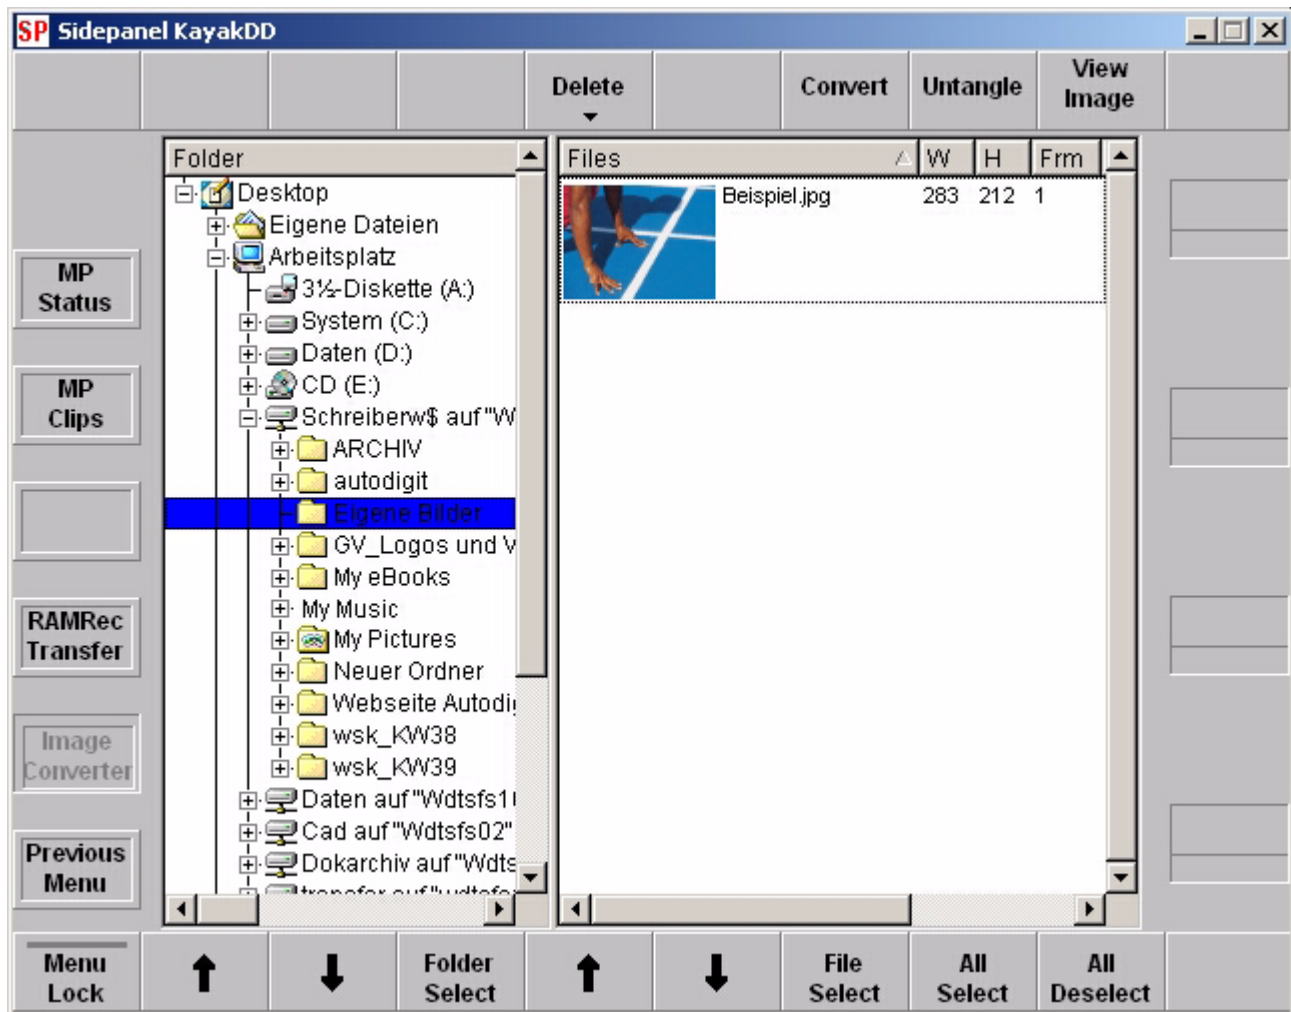 SP Sidepanel KayakDD
Delete
Convert
Untangle
View
Image
MP
Status
MP
Clips
RAMRec
Transfer
Image
Converter
Previous
Menu
Folder
Desktop
Eigene Dateien
Arbeitsplatz
3½-Diskette (A:)
System (C:)
Daten (D:)
CD (E:)
Schreiberw$ auf "W
ARCHIV
autodigit
Eigene Bilder
GV_Logos und V
My eBooks
My Music
My Pictures
Neuer Ordner
Webseite Autodi
wsk_KW38
wsk_KW39
Daten auf "Wdtsfs1
Cad auf "Wdtsfs02"
Dokarchiv auf "Wdts
Files W H Frm
Beispiel.jpg 283 212 1
Menu
Lock
Folder
Select
File
Select
All
Select
All
Deselect